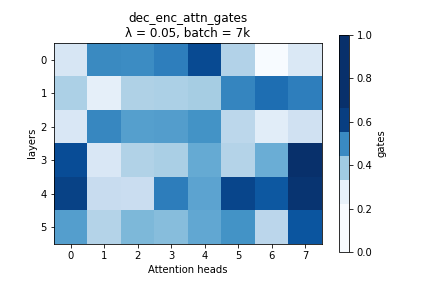 dec_enc_attn_gates
λ = 0.05, batch = 7k
layers
0
1
2
3
4
5
0 1 2 3 4 5 6 7
Attention heads
1.0
0.8
0.6
0.4
0.2
0.0
gates